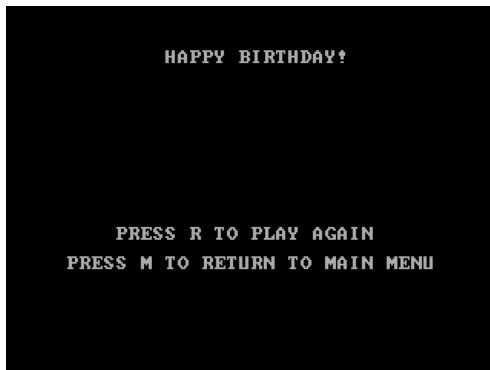 HAPPY BIRTHDAY!
PRESS R TO PLAY AGAIN
PRESS M TO RETURN TO MAIN MENU